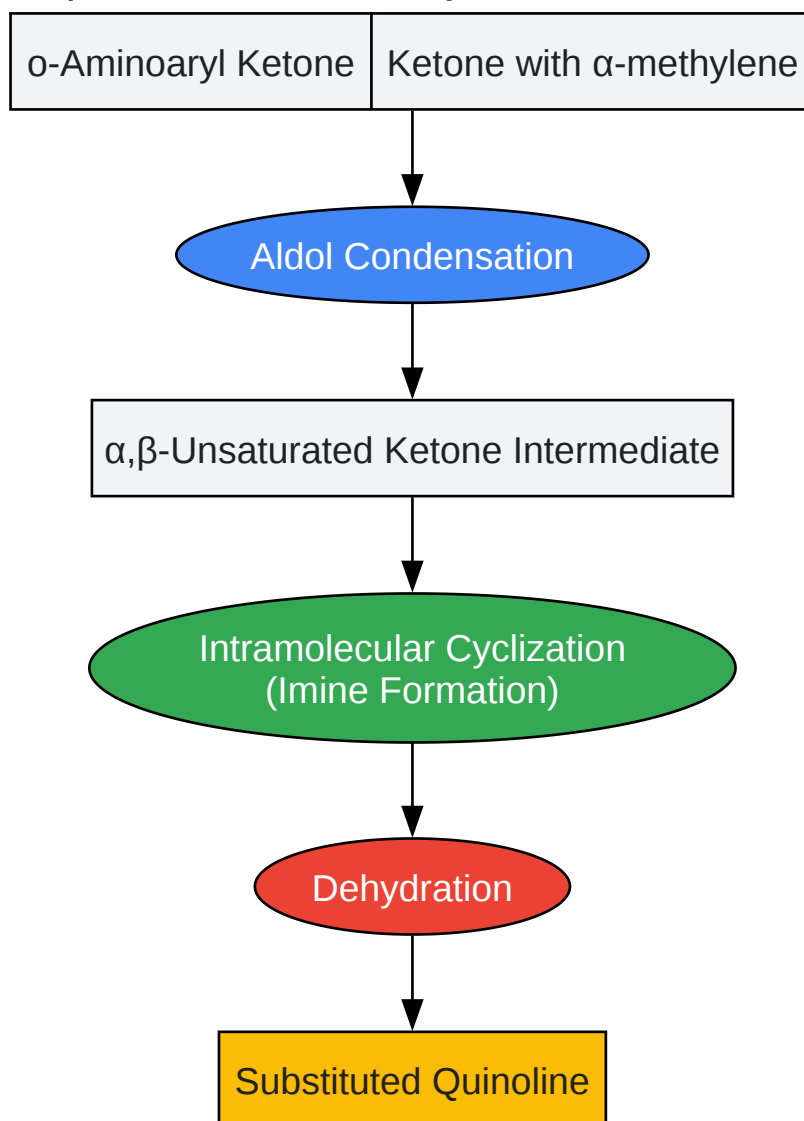 o-Aminoaryl Ketone
Ketone with α-methylene
Aldol Condensation
α,β-Unsaturated Ketone Intermediate
Intramolecular Cyclization
(Imine Formation)
Dehydration
Substituted Quinoline